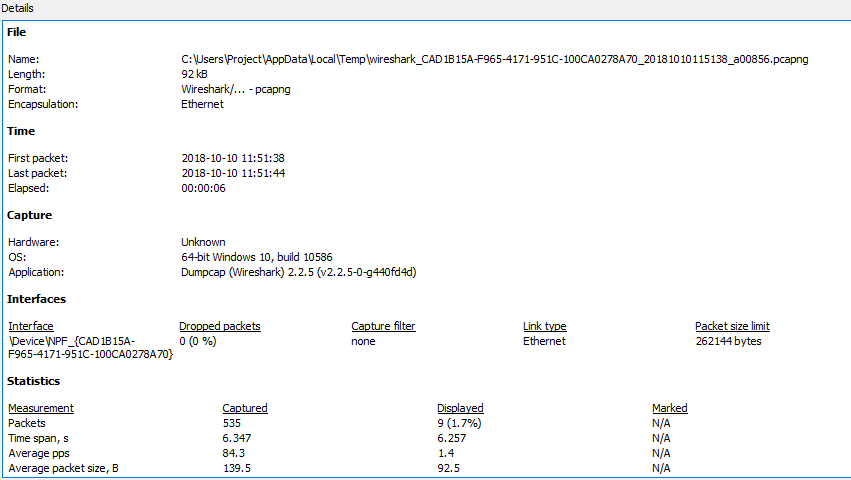 Details
File
Name: C:\Users\Project\AppData\Local\Temp\wireshark_CAD1B15A-F965-4171-951C-100CA0278A70_20181010115138_a00856.pcapng
Length: 92 kB
Format: Wireshark/... - pcapng
Encapsulation: Ethernet
Time
First packet: 2018-10-10 11:51:38
Last packet: 2018-10-10 11:51:44
Elapsed: 00:00:06
Capture
Hardware: Unknown
OS: 64-bit Windows 10, build 10586
Application: Dumpcap (Wireshark) 2.2.5 (v2.2.5-0-g440fd4d)
Interfaces
Interface Dropped packets Capture filter Link type Packet size limit
\Device\NPF_{CAD1B15A- 0 (0 %) none Ethernet 262144 bytes
F965-4171-951C-100CA0278A70}
Statistics
Measurement Captured Displayed Marked
Packets 535 9 (1.7%) N/A
Time span, s 6.347 6.257 N/A
Average pps 84.3 1.4 N/A
Average packet size, B 139.5 92.5 N/A